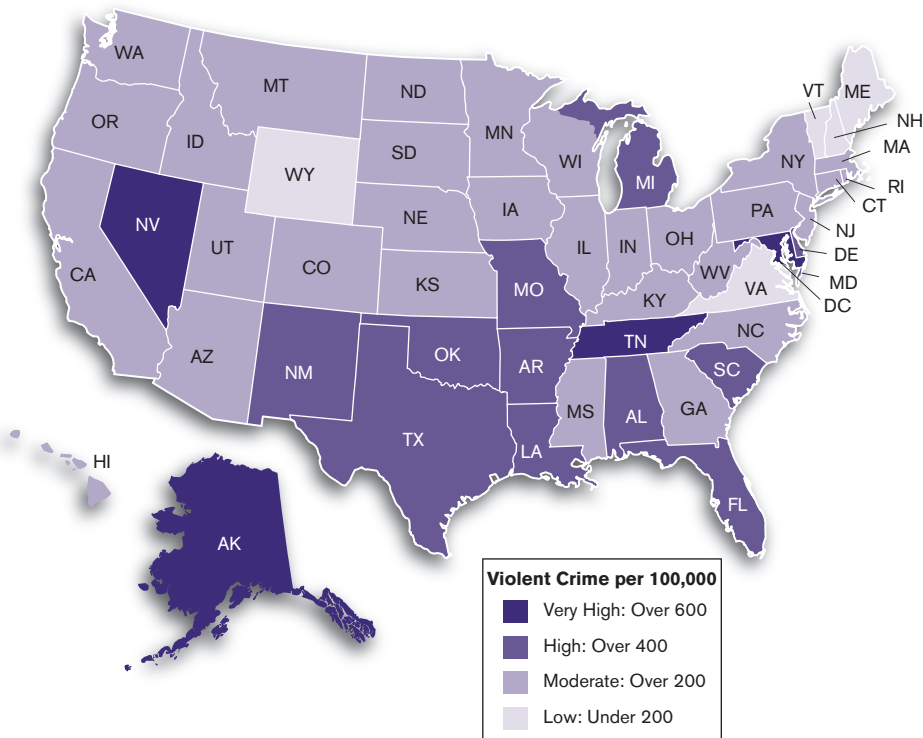 WA
MT
ND
MN
VT
ME
NH
OR
ID
SD
WI
MI
NY
MA
WY
RI
CT
NV
NE
IA
PA
NJ
UT
CO
IL
IN
OH
DE
CA
KS
MO
WV
VA
MD
DC
KY
AZ
NM
OK
AR
TN
NC
SC
TX
MS
AL
GA
LA
FL
HI
AK
Violent Crime per 100,000
Very High: Over 600
High: Over 400
Moderate: Over 200
Low: Under 200